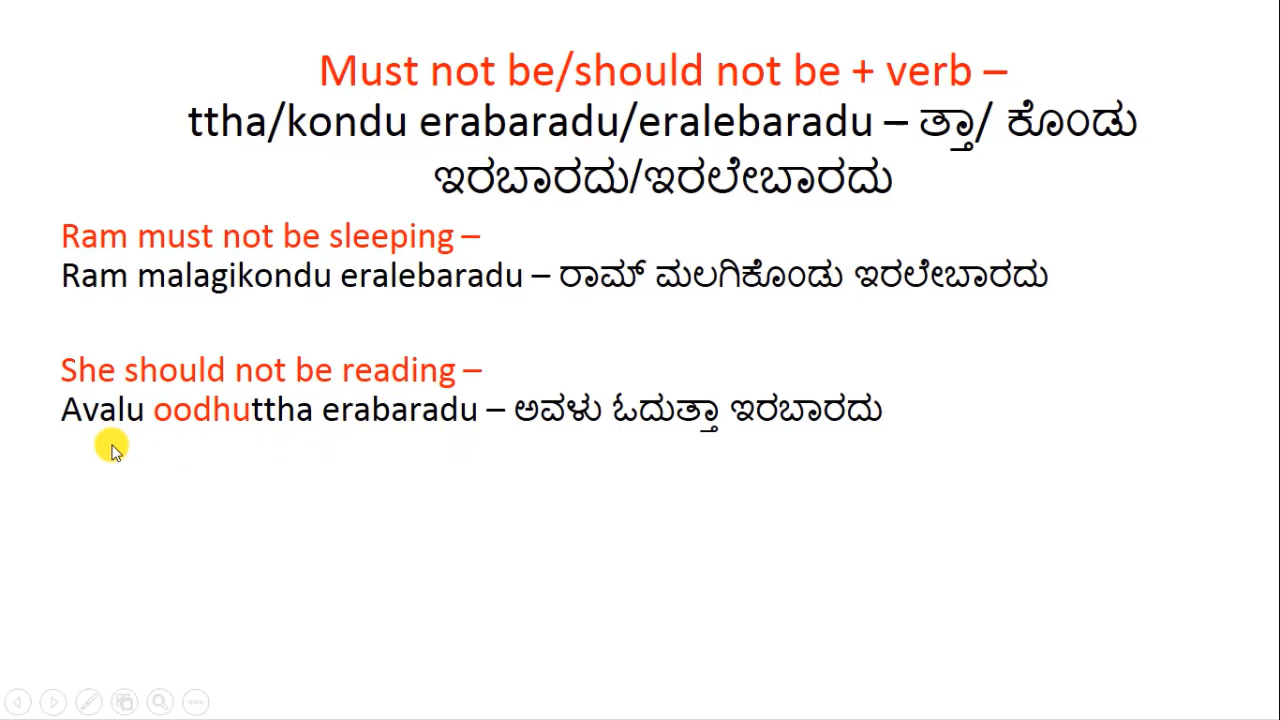 Must not be/should not be + verb –
ttha/kondu erabaradu/eralebaradu – ತ್ತಾ/ ಕೊಂಡು
ಇರಬಾರದು/ಇರಲೇಬಾರದು
Ram must not be sleeping –
Ram malagikondu eralebaradu – ರಾಮ್ ಮಲಗಿಕೊಂಡು ಇರಲೇಬಾರದು
She should not be reading –
Avalu oodhuttha erabaradu – ಅವಳು ಓದುತ್ತಾ ಇರಬಾರದು